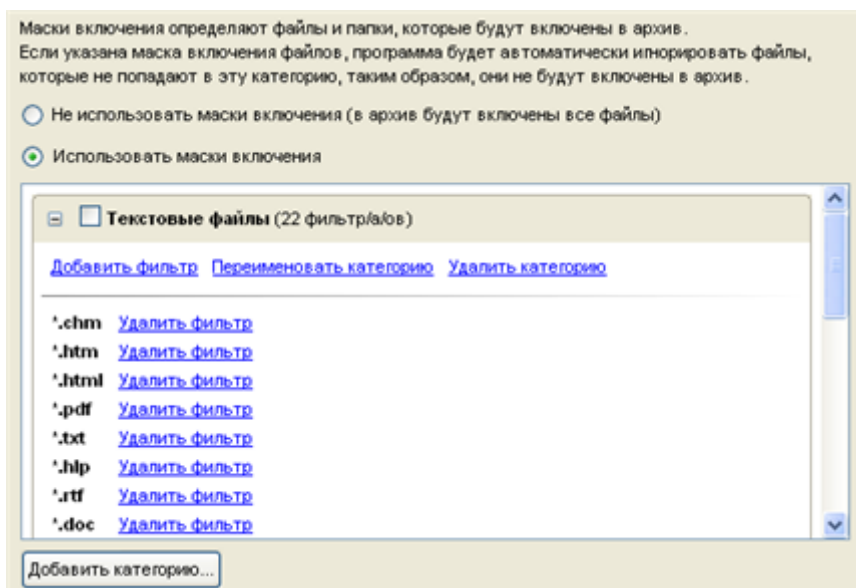 Маски включения определяют файлы и папки, которые будут включены в архив.
Если указана маска включения файлов, программа будет автоматически игнорировать файлы,
которые не попадают в эту категорию, таким образом, они не будут включены в архив.
Не использовать маски включения (в архив будут включены все файлы)
Использовать маски включения
Текстовые файлы (22 фильтр/а/ов)
Добавить фильтр Переименовать категорию Удалить категорию
*.chm Удалить фильтр
*.htm Удалить фильтр
*.html Удалить фильтр
*.pdf Удалить фильтр
*.txt Удалить фильтр
*.hlp Удалить фильтр
*.rtf Удалить фильтр
*.doc Удалить фильтр
Добавить категорию...